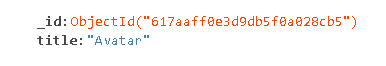 _id: ObjectId("617aaff0e3d9db5f0a028cb5")
title: "Avatar"